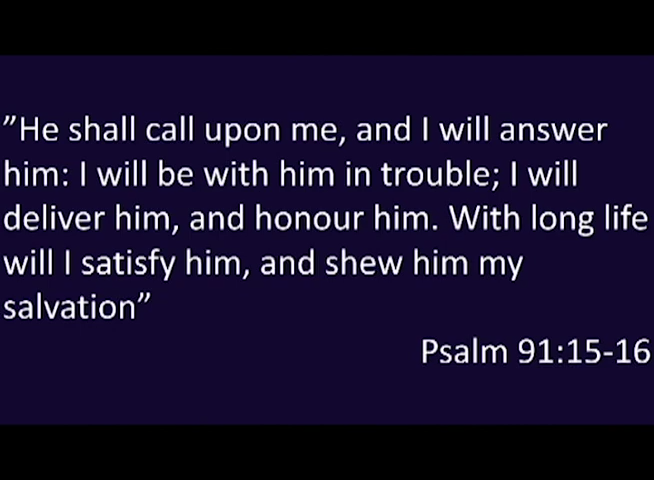 ”He shall call upon me, and I will answer
him: I will be with him in trouble; I will
deliver him, and honour him. With long life
will I satisfy him, and shew him my
salvation”
Psalm 91:15-16